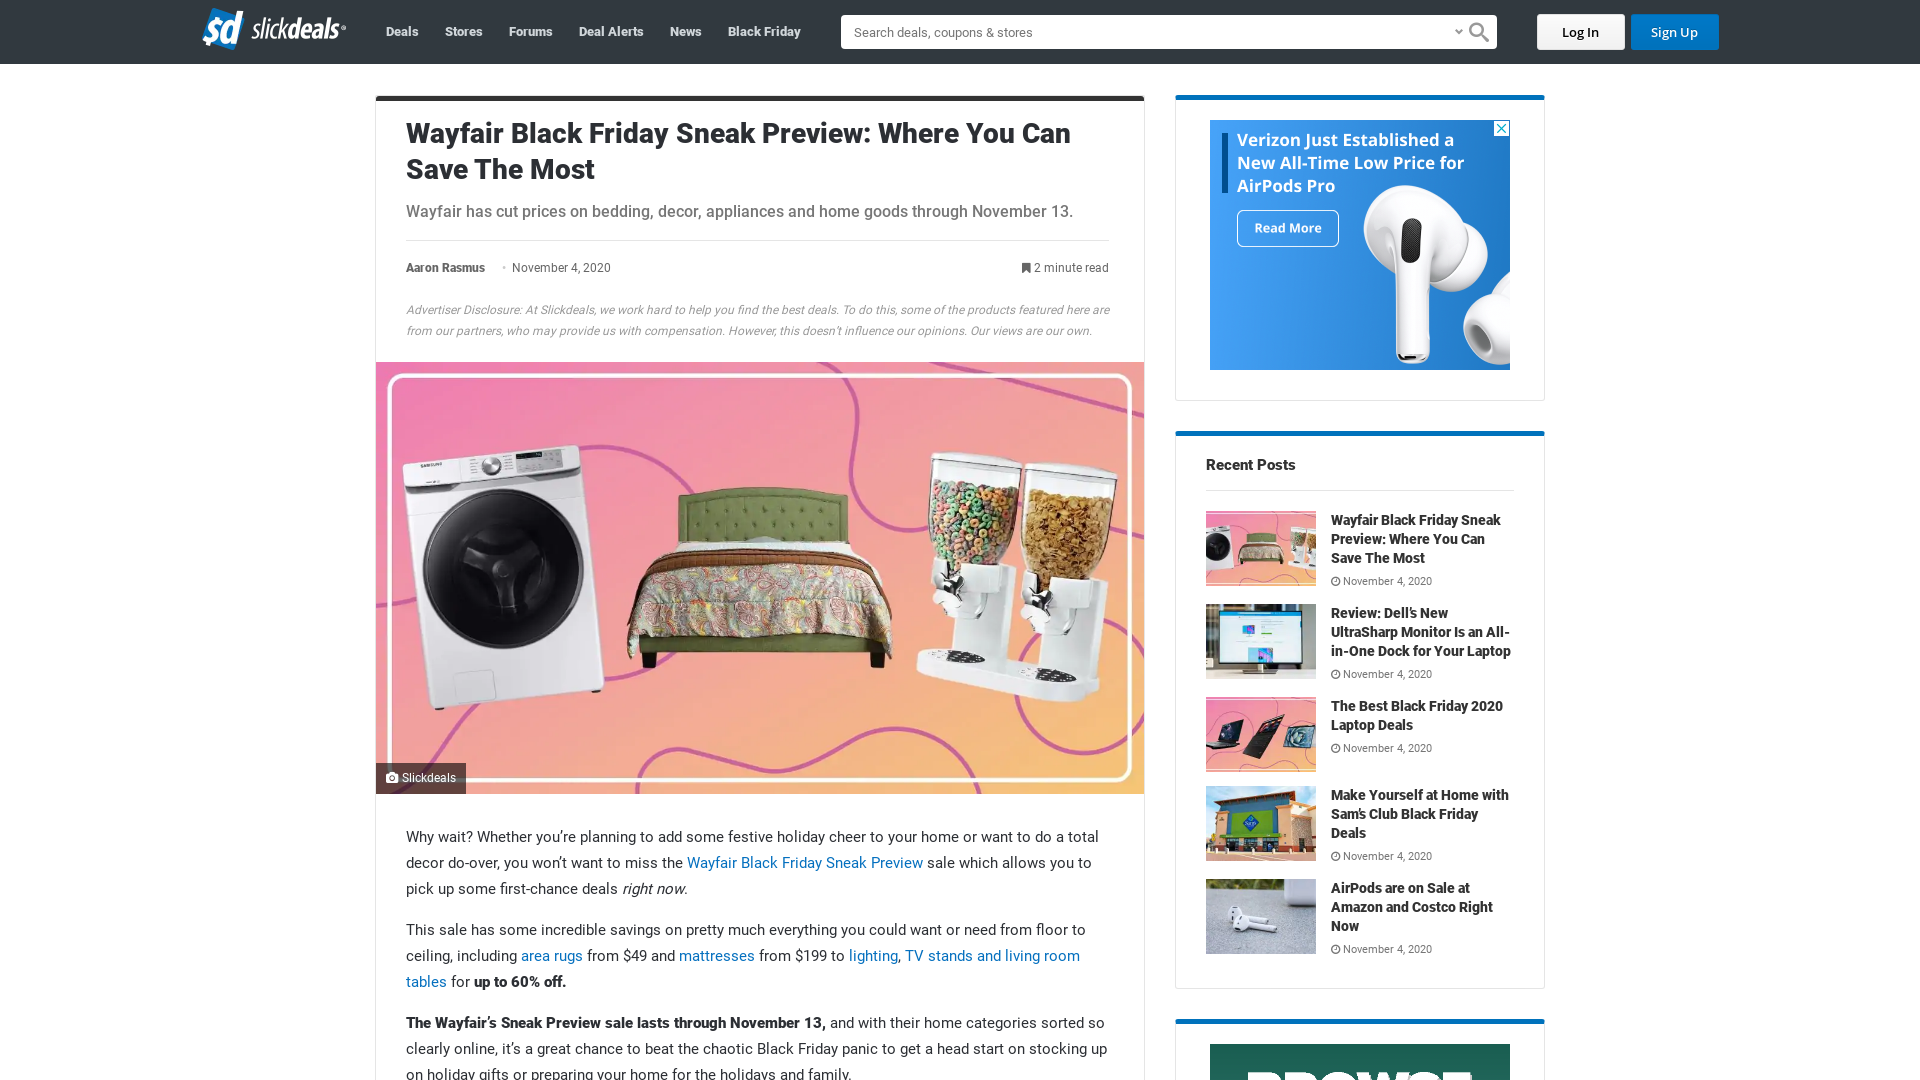 $d slickdeals
Deals
Stores
Forums
Deal Alerts
News
Black Friday
Search deals, coupons & stores
Log In
Sign Up
Wayfair Black Friday Sneak Preview: Where You Can
Save The Most
Wayfair has cut prices on bedding, decor, appliances and home goods through November 13.
Aaron Rasmus • November 4, 2020
2 minute read
Advertiser Disclosure: At Slickdeals, we work hard to help you find the best deals. To do this, some of the products featured here are
from our partners, who may provide us with compensation. However, this doesn't influence our opinions. Our views are our own.
SAMSUNG
Slickdeals
Why wait? Whether you’re planning to add some festive holiday cheer to your home or want to do a total
decor do-over, you won’t want to miss the Wayfair Black Friday Sneak Preview sale which allows you to
pick up some first-chance deals right now.
This sale has some incredible savings on pretty much everything you could want or need from floor to
ceiling, including area rugs from $49 and mattresses from $199 to lighting, TV stands and living room
tables for up to 60% off.
The Wayfair’s Sneak Preview sale lasts through November 13, and with their home categories sorted so
clearly online, it’s a great chance to beat the chaotic Black Friday panic to get a head start on stocking up
on holiday gifts or preparing your home for the holidays and family.
Verizon Just Established a
New All-Time Low Price for
AirPods Pro
Read More
Recent Posts
Wayfair Black Friday Sneak
Preview: Where You Can
Save The Most
November 4, 2020
Review: Dell’s New
UltraSharp Monitor Is an All-
in-One Dock for Your Laptop
November 4, 2020
The Best Black Friday 2020
Laptop Deals
November 4, 2020
Make Yourself at Home with
Sam’s Club Black Friday
Deals
November 4, 2020
AirPods are on Sale at
Amazon and Costco Right
Now
November 4, 2020
BROWSE